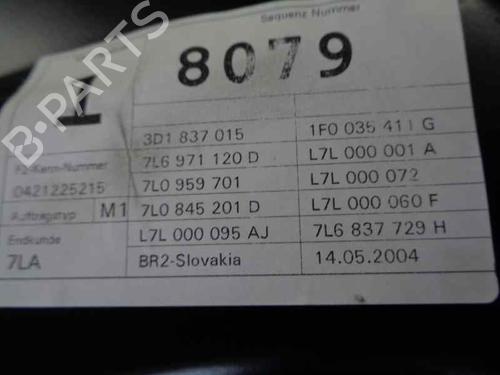 Sequenz Nummer
8079
3D1 837 015 1F0 035 411 G
Fz-Kenn-Nummer 7L6 971 120 D L7L 000 001 A
0421225215 7L0 959 701 L7L 000 072
Auftragstyp M1 7L0 845 201 D L7L 000 060 F
Endkunde L7L 000 095 AJ 7L6 837 729 H
7LA BR2-Slovakia 14.05.2004
B-PARTS